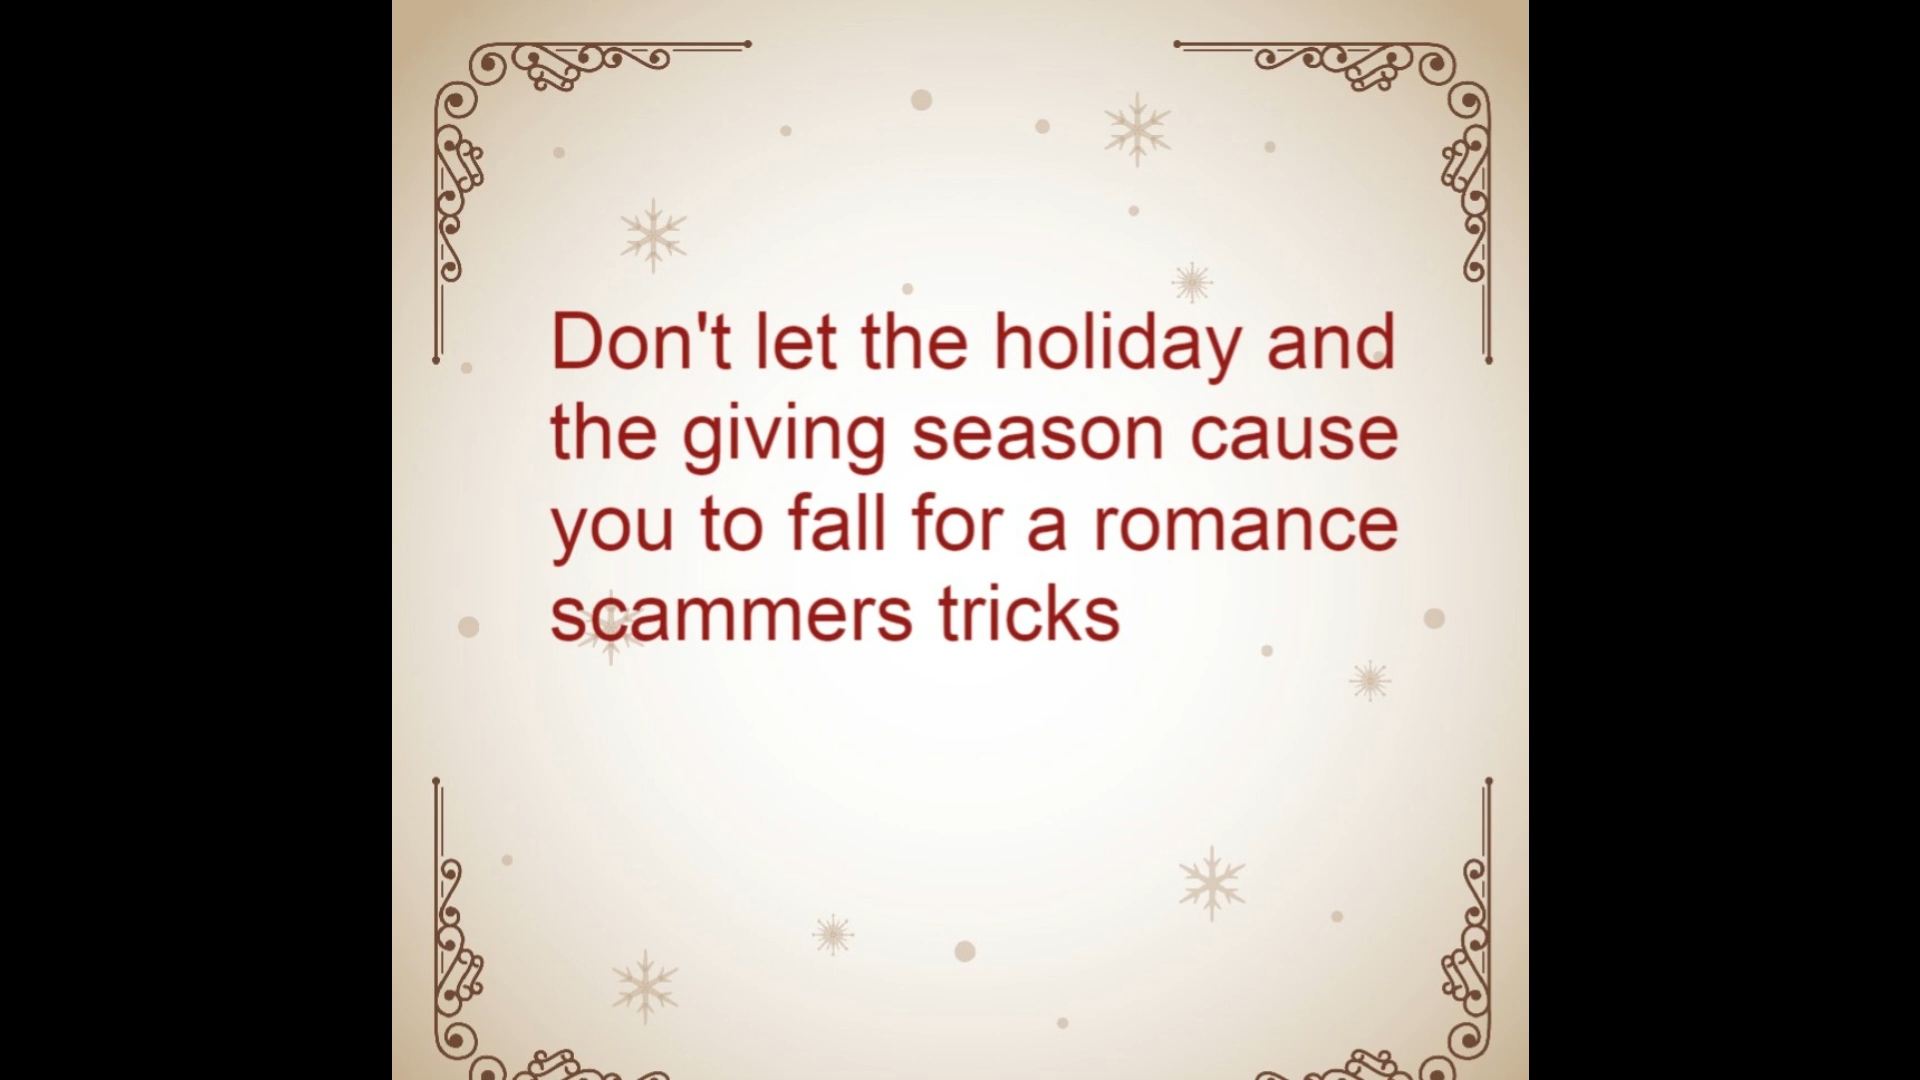 Don't let the holiday and
the giving season cause
you to fall for a romance
scammers tricks